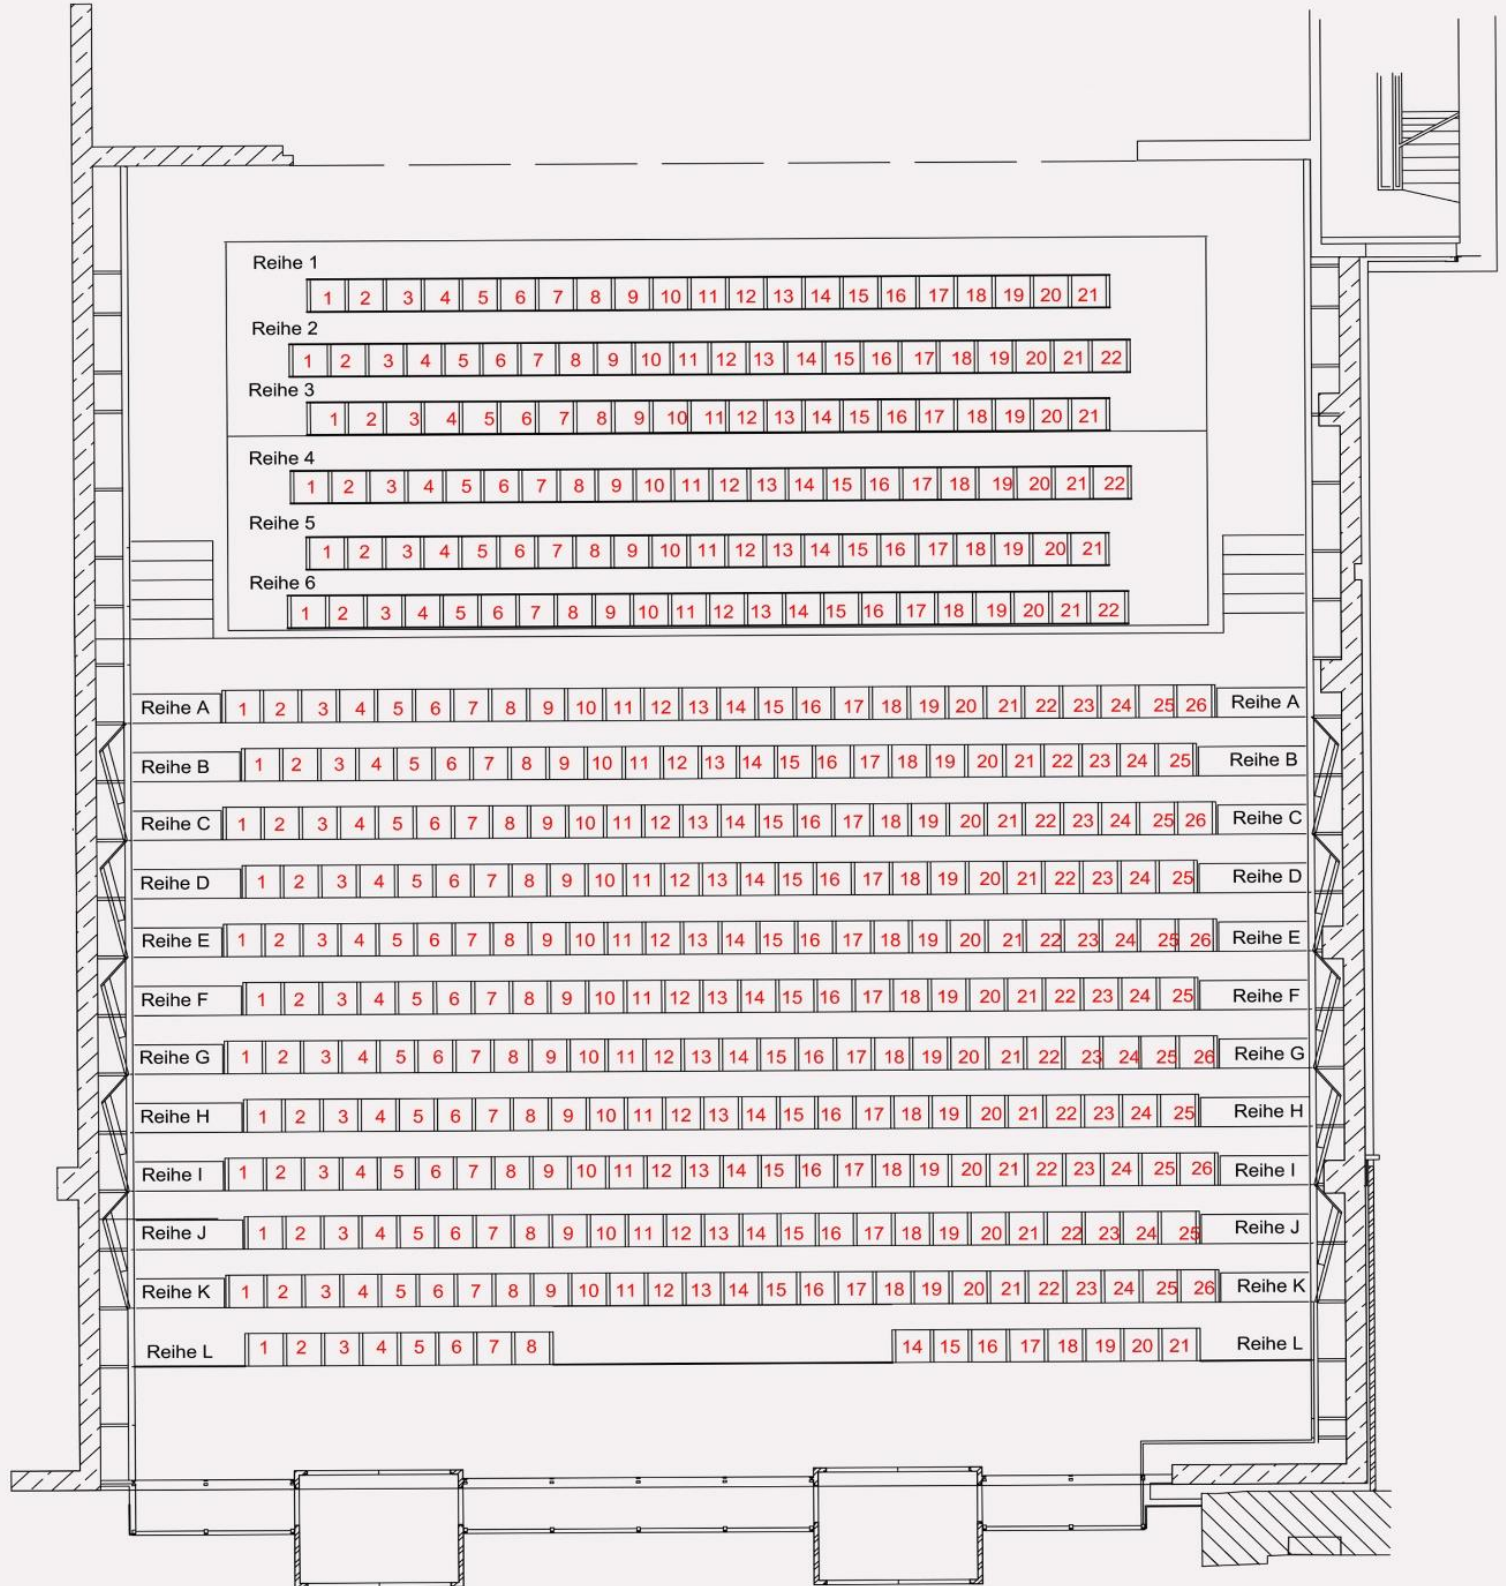 Reihe 1
1 2 3 4 5 6 7 8 9 10 11 12 13 14 15 16 17 18 19 20 21
Reihe 2
1 2 3 4 5 6 7 8 9 10 11 12 13 14 15 16 17 18 19 20 21 22
Reihe 3
1 2 3 4 5 6 7 8 9 10 11 12 13 14 15 16 17 18 19 20 21
Reihe 4
1 2 3 4 5 6 7 8 9 10 11 12 13 14 15 16 17 18 19 20 21 22
Reihe 5
1 2 3 4 5 6 7 8 9 10 11 12 13 14 15 16 17 18 19 20 21
Reihe 6
1 2 3 4 5 6 7 8 9 10 11 12 13 14 15 16 17 18 19 20 21 22
Reihe A 1 2 3 4 5 6 7 8 9 10 11 12 13 14 15 16 17 18 19 20 21 22 23 24 25 26 Reihe A
Reihe B 1 2 3 4 5 6 7 8 9 10 11 12 13 14 15 16 17 18 19 20 21 22 23 24 25 Reihe B
Reihe C 1 2 3 4 5 6 7 8 9 10 11 12 13 14 15 16 17 18 19 20 21 22 23 24 25 26 Reihe C
Reihe D 1 2 3 4 5 6 7 8 9 10 11 12 13 14 15 16 17 18 19 20 21 22 23 24 25 Reihe D
Reihe E 1 2 3 4 5 6 7 8 9 10 11 12 13 14 15 16 17 18 19 20 21 22 23 24 25 26 Reihe E
Reihe F 1 2 3 4 5 6 7 8 9 10 11 12 13 14 15 16 17 18 19 20 21 22 23 24 25 Reihe F
Reihe G 1 2 3 4 5 6 7 8 9 10 11 12 13 14 15 16 17 18 19 20 21 22 23 24 25 26 Reihe G
Reihe H 1 2 3 4 5 6 7 8 9 10 11 12 13 14 15 16 17 18 19 20 21 22 23 24 25 Reihe H
Reihe I 1 2 3 4 5 6 7 8 9 10 11 12 13 14 15 16 17 18 19 20 21 22 23 24 25 26 Reihe I
Reihe J 1 2 3 4 5 6 7 8 9 10 11 12 13 14 15 16 17 18 19 20 21 22 23 24 25 Reihe J
Reihe K 1 2 3 4 5 6 7 8 9 10 11 12 13 14 15 16 17 18 19 20 21 22 23 24 25 26 Reihe K
Reihe L 1 2 3 4 5 6 7 8 14 15 16 17 18 19 20 21 Reihe L